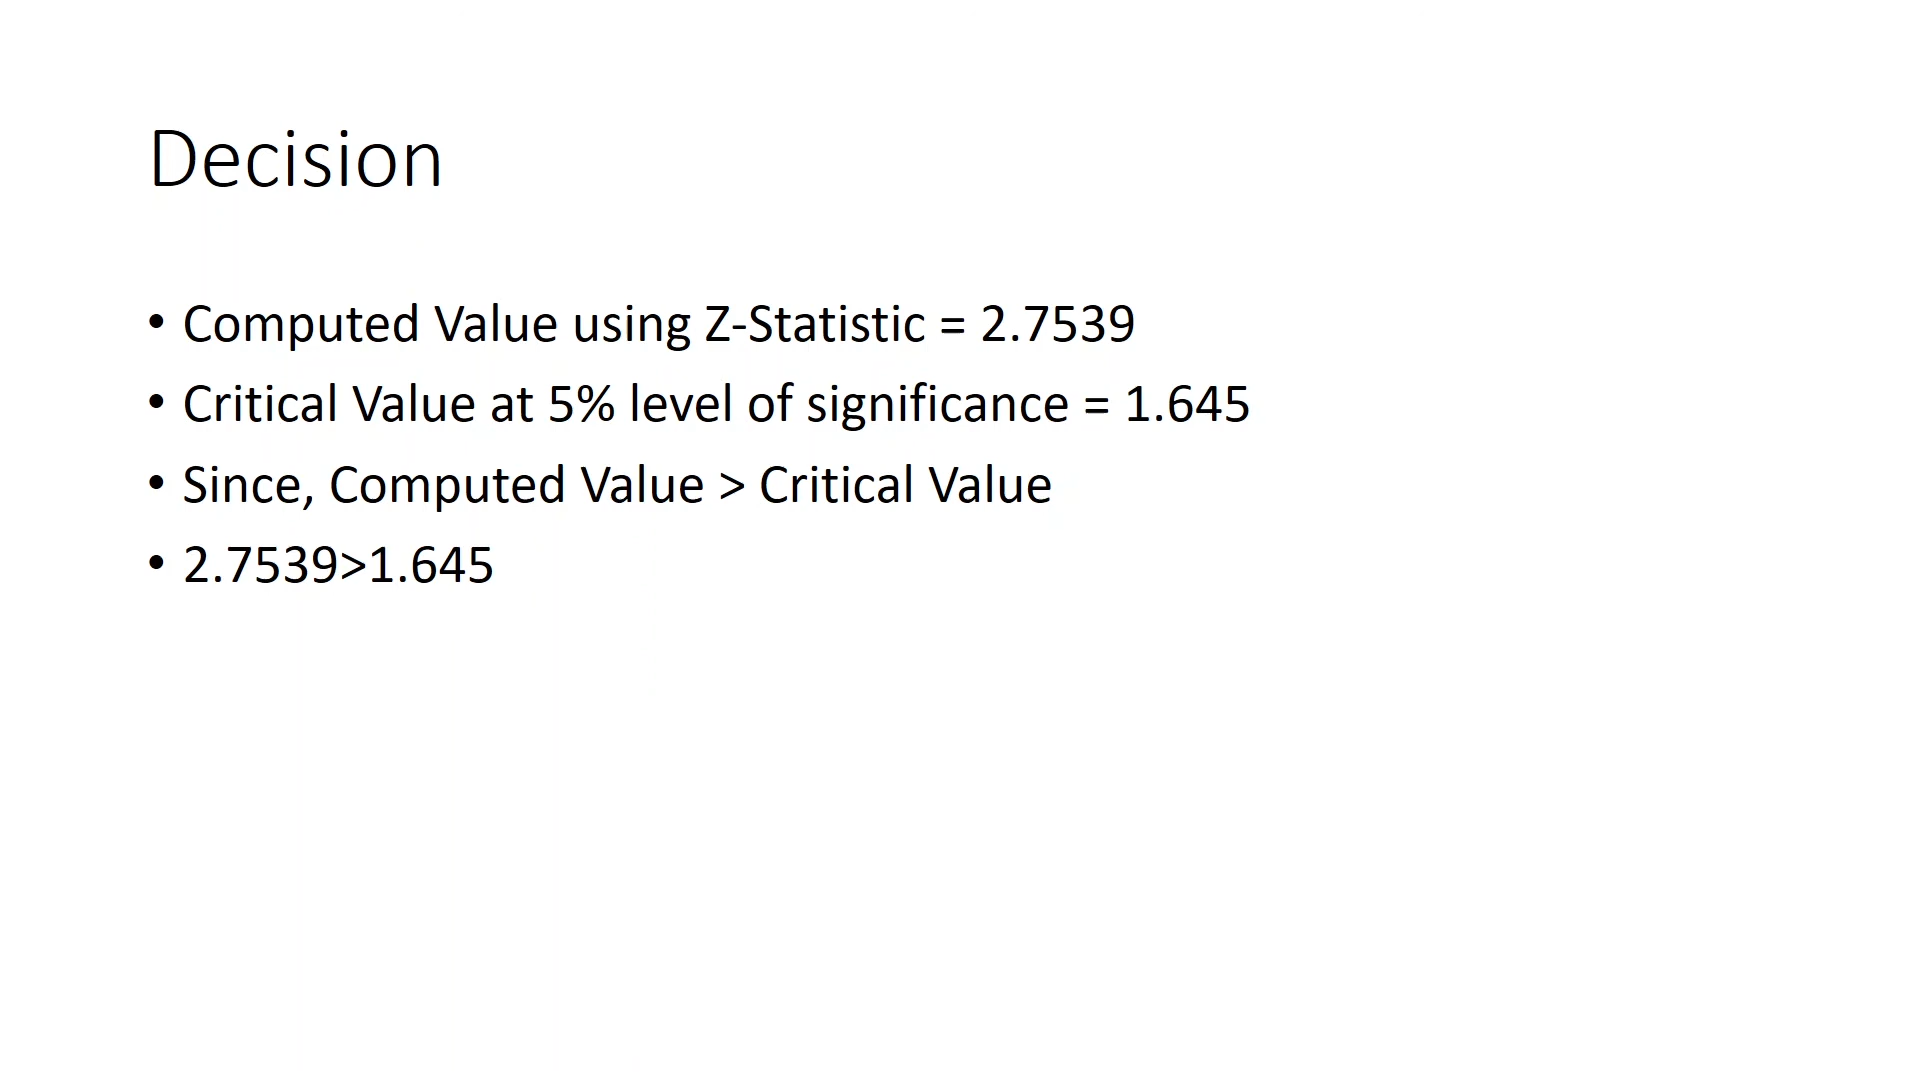 Decision
• Computed Value using Z-Statistic = 2.7539
• Critical Value at 5% level of significance = 1.645
• Since, Computed Value > Critical Value
• 2.7539>1.645